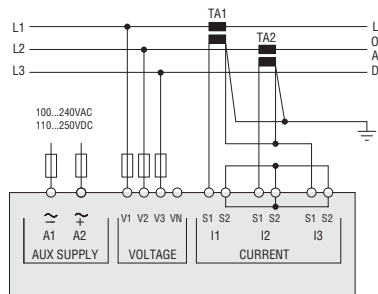 TA1
L1
L
L2
TA2
O
A
L3
D
100...240VAC
110...250VDC
V1 V2 V3 VN
S1 S2
S1 S2
S1 S2
~
–
~
+
A1 A2
I1
I2
I3
AUX SUPPLY
VOLTAGE
CURRENT